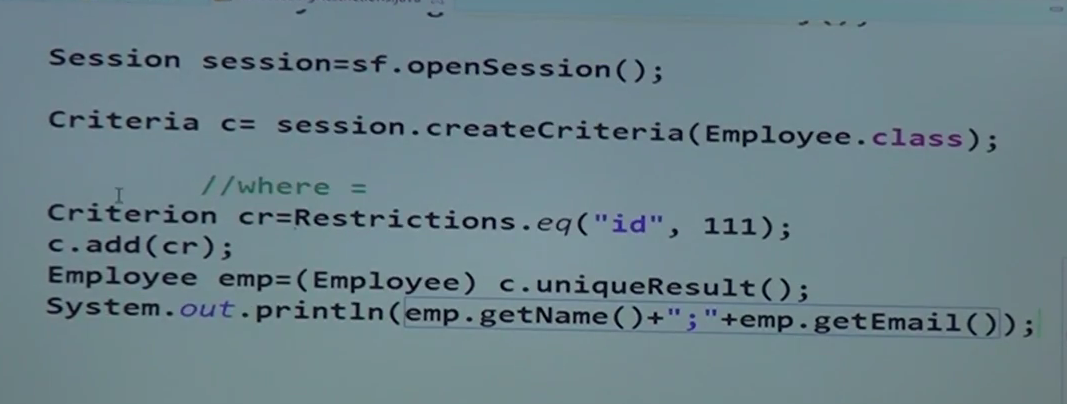 Session session=sf.openSession();
Criteria c= session.createCriteria(Employee.class);
//where =
Criterion cr=Restrictions.eq("id", 111);
c.add(cr);
Employee emp=(Employee) c.uniqueResult();
System.out.println(emp.getName()+";"+emp.getEmail());